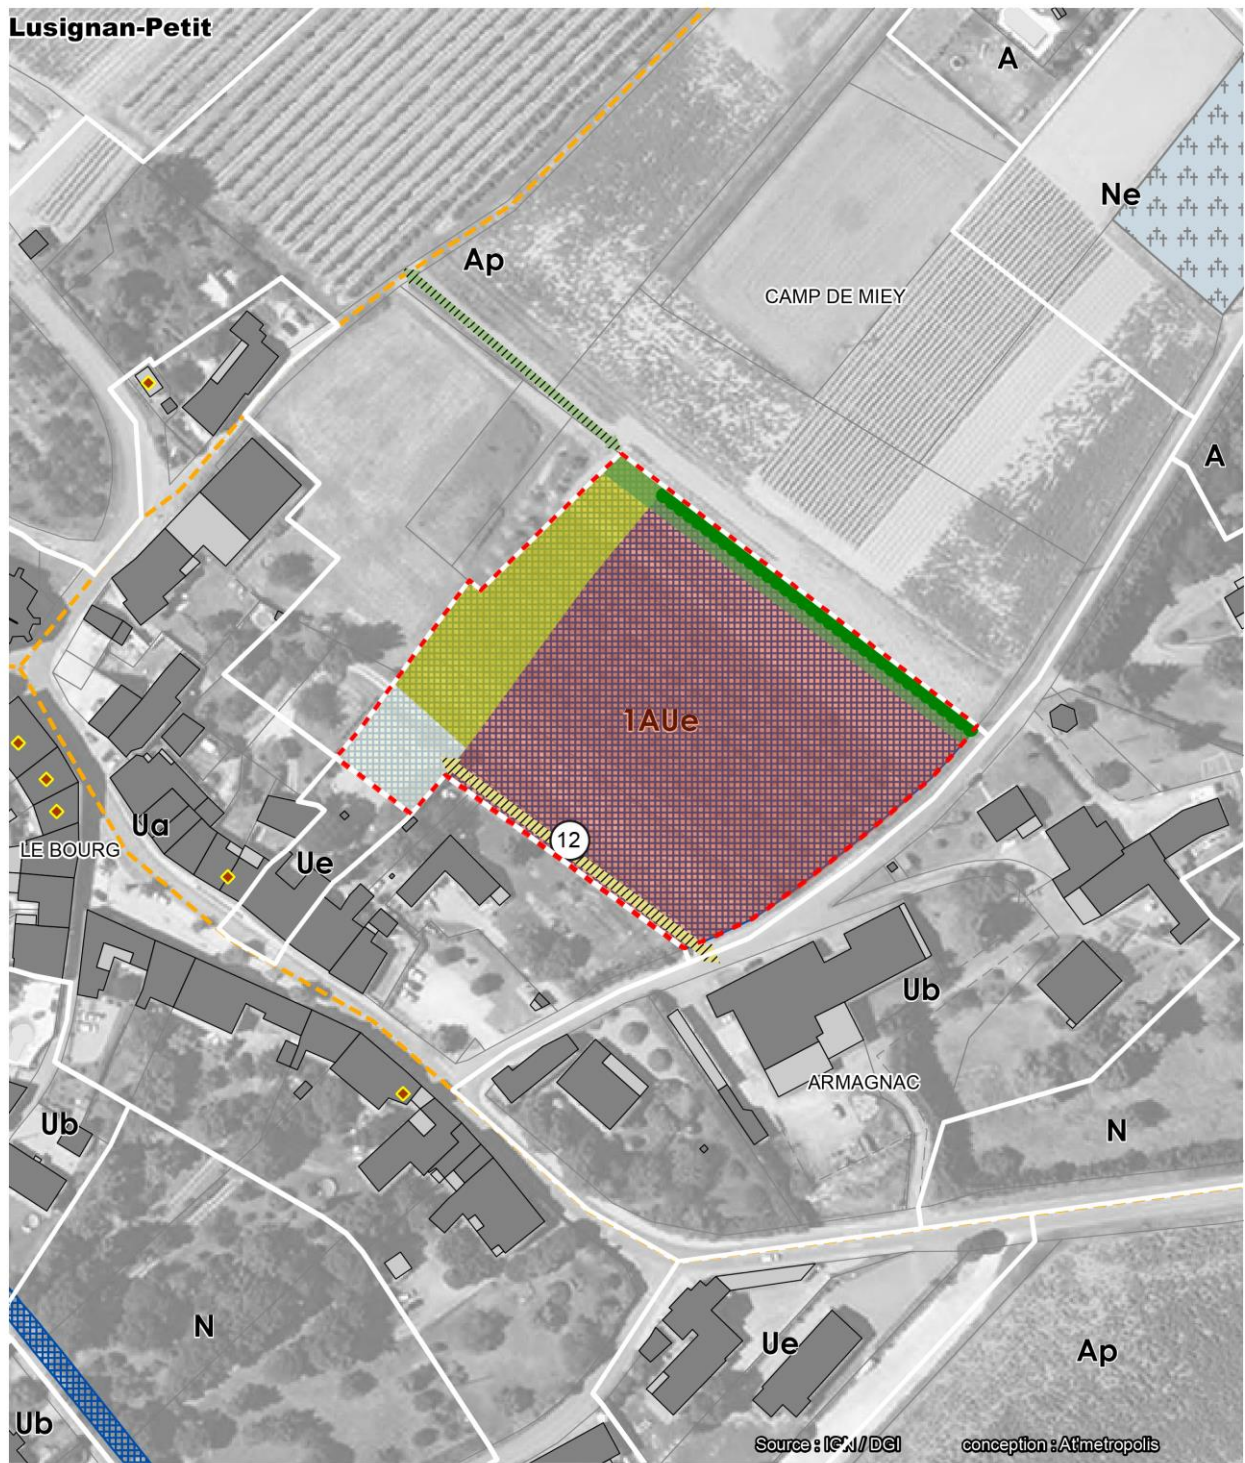 Lusignan-Petit
A
Ne
Ap
CAMP DE MIEY
A
1AUe
12
Ua
LE BOURG
Ue
Ub
ARMAGNAC
Ub
N
N
Ue
Ap
Ub
Source : IGN / DGI
conception : At'metropolis